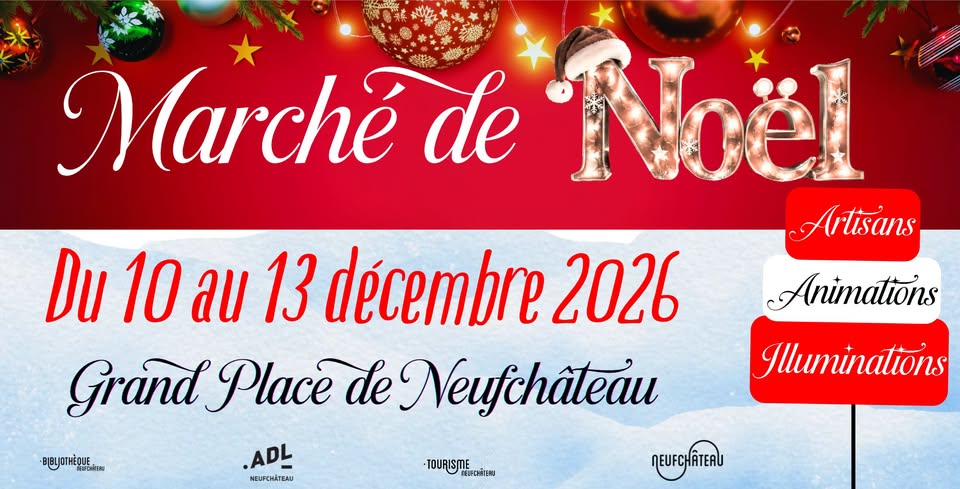 Marché de Noël
Artisans
Animations
Illuminations
Du 10 au 13 décembre 2026
Grand Place de Neufchâteau
.BIBLIOTHÈQUE
NEUFCHÂTEAU
.ADL
NEUFCHÂTEAU
.TOURISME
NEUFCHÂTEAU
NEUFCHÂTEAU